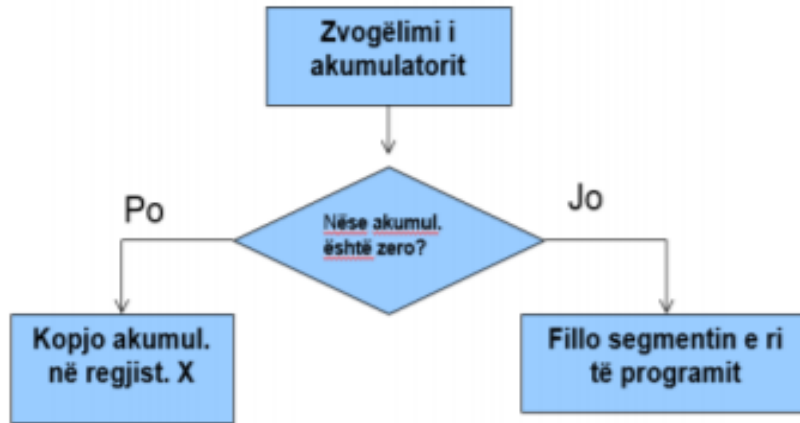 Zvogëlimi i
akumulatorit
Po
Nëse akumul.
është zero?
Jo
Kopjo akumul.
në regjist. X
Fillo segmentin e ri
të programit